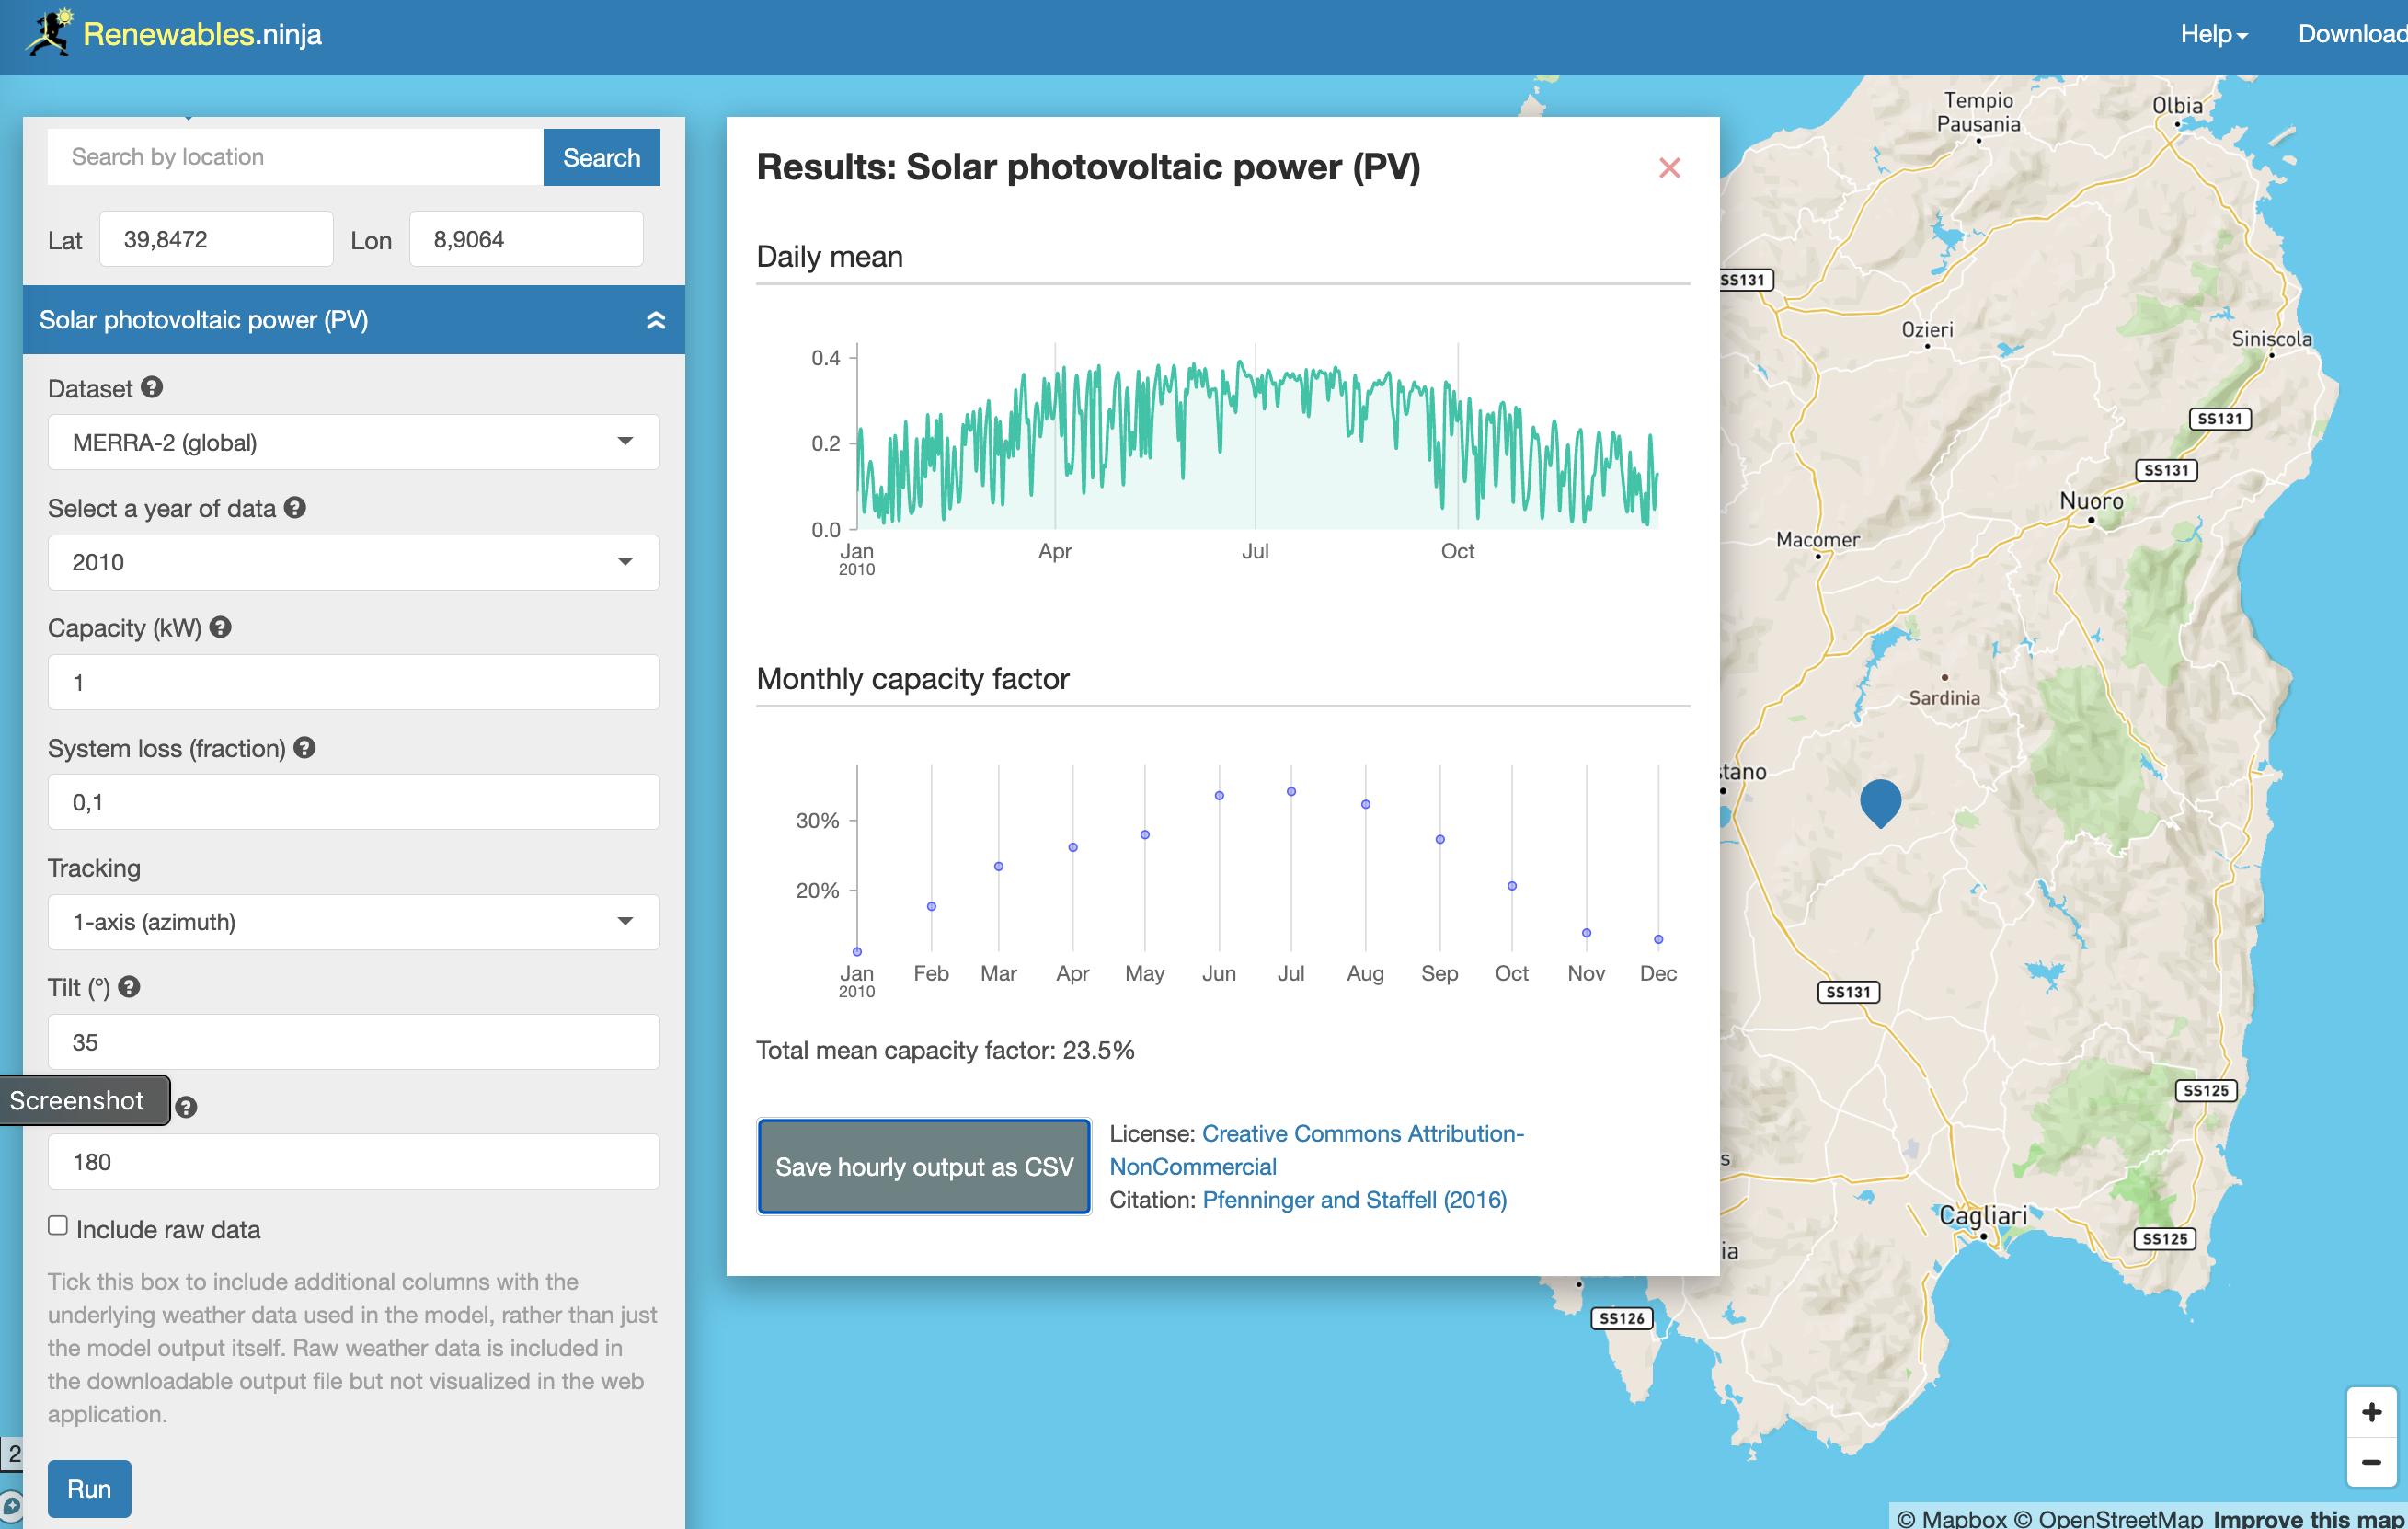 Renewables.ninja
Help
Download
Search by location
Search
Lat
39,8472
Lon
8,9064
Solar photovoltaic power (PV)
Dataset
MERRA-2 (global)
Select a year of data
2010
Capacity (kW)
1
System loss (fraction)
0,1
Tracking
1-axis (azimuth)
Tilt (°)
35
Screenshot
180
Include raw data
Tick this box to include additional columns with the
underlying weather data used in the model, rather than just
the model output itself. Raw weather data is included in
the downloadable output file but not visualized in the web
application.
Run
2
Results: Solar photovoltaic power (PV)
Daily mean
0.4
0.2
0.0
Jan
2010
Apr
Jul
Oct
Monthly capacity factor
30%
20%
Jan
2010
Feb
Mar
Apr
May
Jun
Jul
Aug
Sep
Oct
Nov
Dec
Total mean capacity factor: 23.5%
Save hourly output as CSV
License: Creative Commons Attribution-
NonCommercial
Citation: Pfenninger and Staffell (2016)
Tempio
Pausania
Olbia
SS131
Ozieri
Siniscola
SS131
SS131
Nuoro
Macomer
Sardinia
stano
SS131
SS125
s
Cagliari
SS125
ia
SS126
+
−
© Mapbox © OpenStreetMap Improve this map